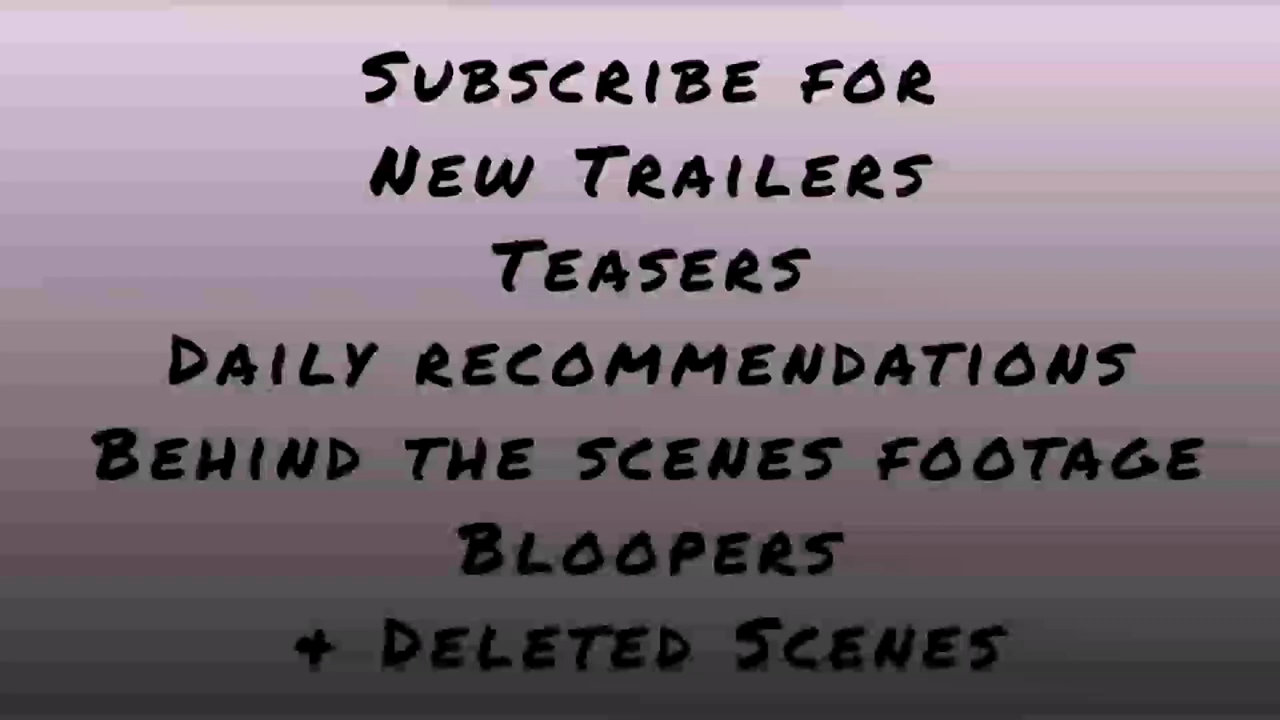 Subscribe for
New Trailers
Teasers
Daily recommendations
Behind the scenes footage
Bloopers
& Deleted Scenes